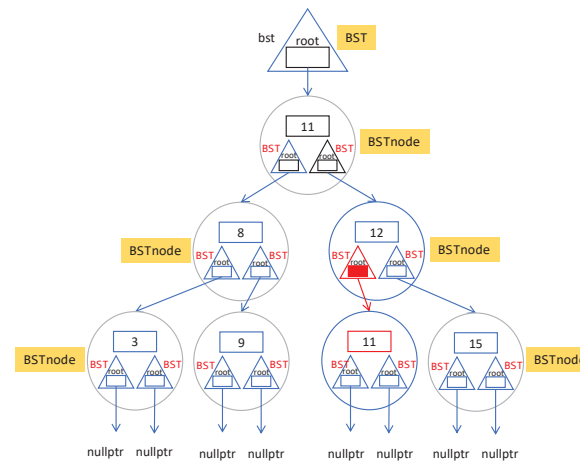 bst root BST
11
BST root root BST BSTnode
8 12
BSTnode BST root root BST BST root root BST BSTnode
3 9 11 15
BSTnode BST root root BST BST root root BST BST root root BST BST root root BST BSTnode
nullptr nullptr nullptr nullptr nullptr nullptr nullptr nullptr